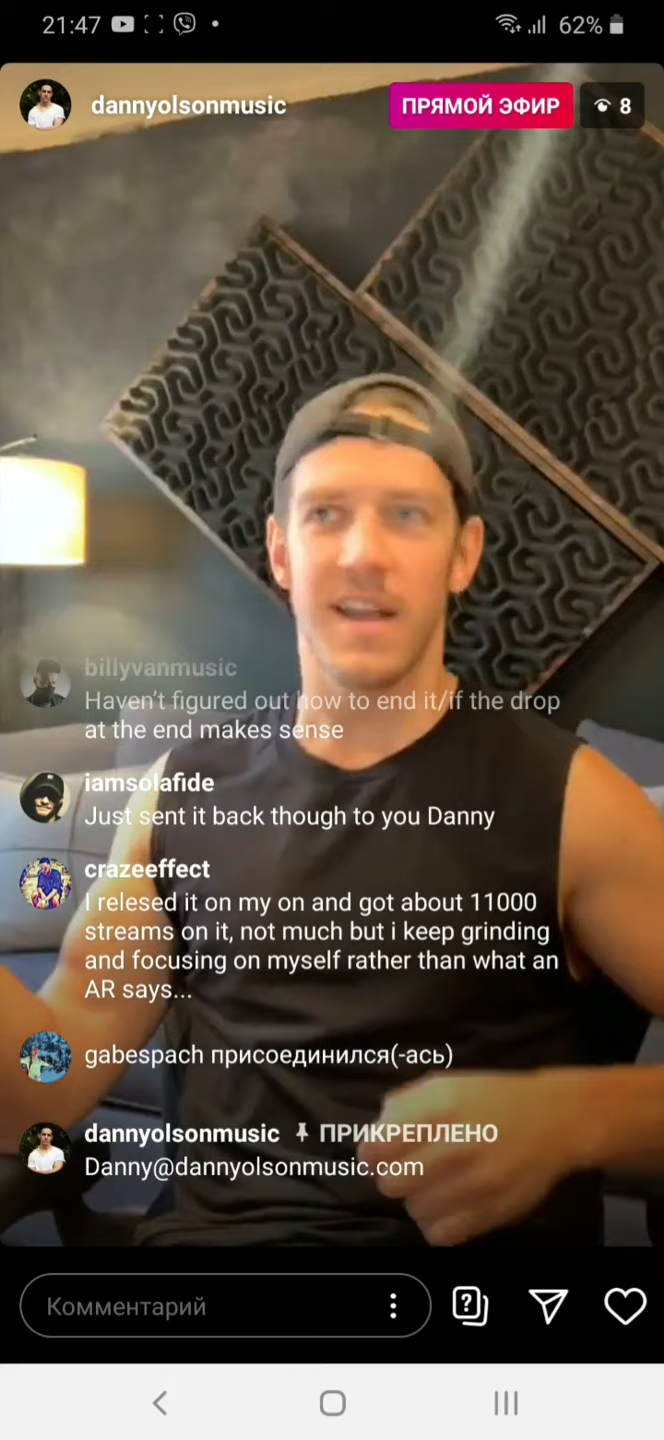 21:47
62%
dannyolsonmusic
ПРЯМОЙ ЭФИР
8
billyvanmusic
Haven't figured out how to end it/if the drop
at the end makes sense
iamsolafide
Just sent it back though to you Danny
crazeeffect
I relesed it on my on and got about 11000
streams on it, not much but i keep grinding
and focusing on myself rather than what an
AR says...
gabespach присоединился(-ась)
dannyolsonmusic ПРИКРЕПЛЕНО
Danny@dannyolsonmusic.com
Комментарий